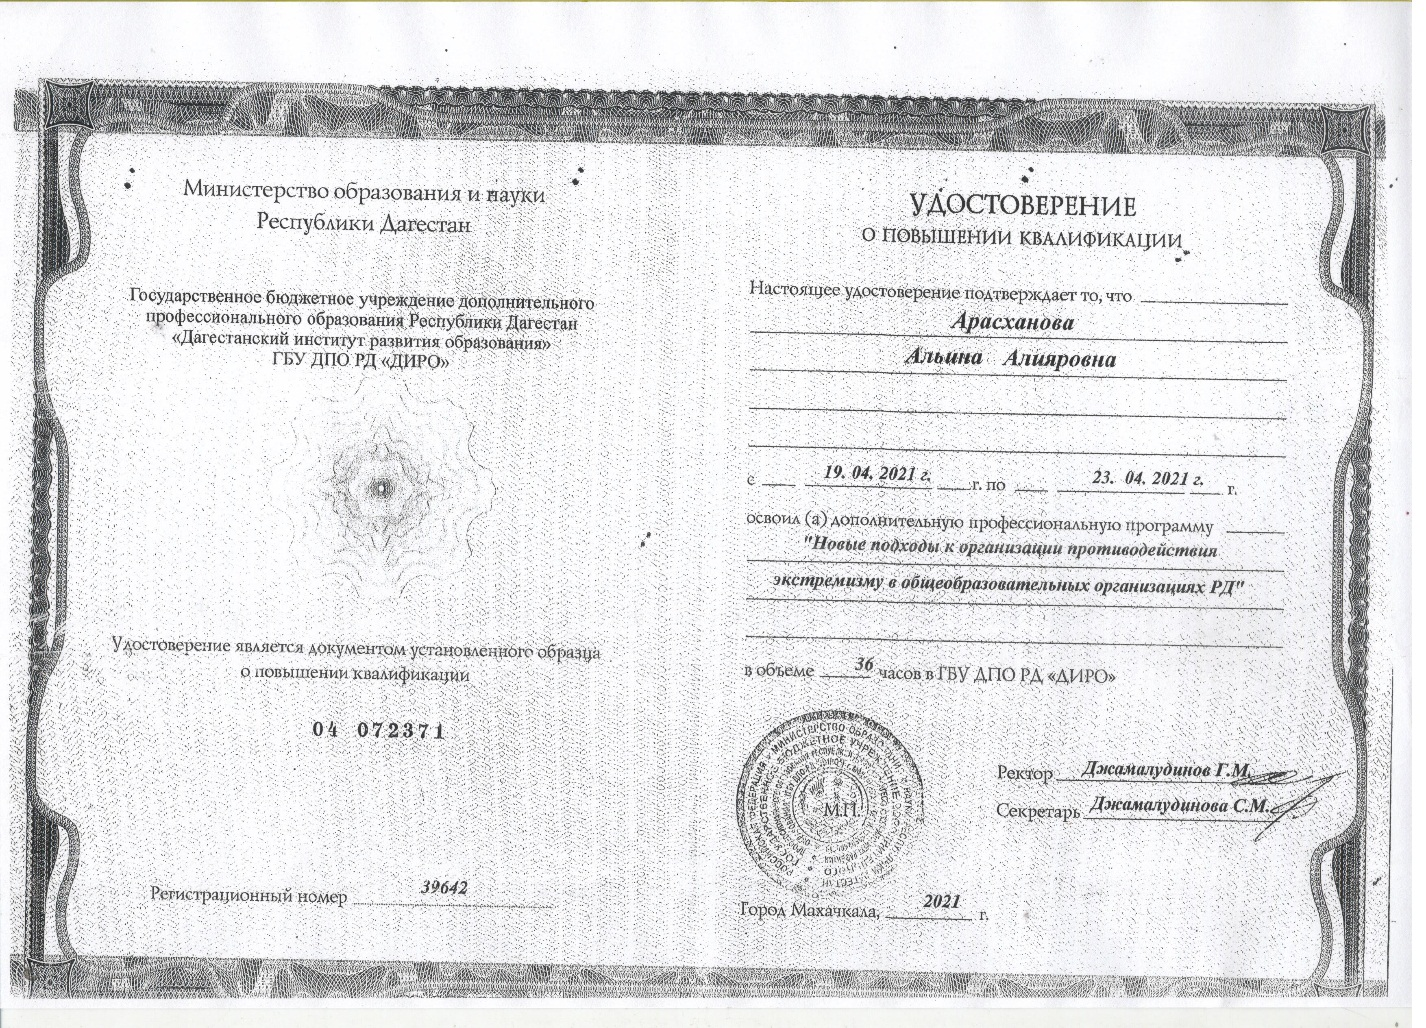 Министерство образования и науки
Республики Дагестан
Государственное бюджетное учреждение дополнительного
профессионального образования Республики Дагестан
«Дагестанский институт развития образования»
ГБУ ДПО РД «ДИРО»
Удостоверение является документом установленного образца
о повышении квалификации
04 072371
Регистрационный номер 39642
УДОСТОВЕРЕНИЕ
О ПОВЫШЕНИИ КВАЛИФИКАЦИИ
Настоящее удостоверение подтверждает то, что
Арасханова
Альина Алияровна
с 19. 04. 2021 г. г. по 23. 04. 2021 г. г.
освоил (а) дополнительную профессиональную программу
"Новые подходы к организации противодействия
экстремизму в общеобразовательных организациях РД"
в объеме 36 часов в ГБУ ДПО РД «ДИРО»
М.П.
Ректор Джамалудинов Г.М.
Секретарь Джамалудинова С.М.
Город Махачкала, 2021 г.